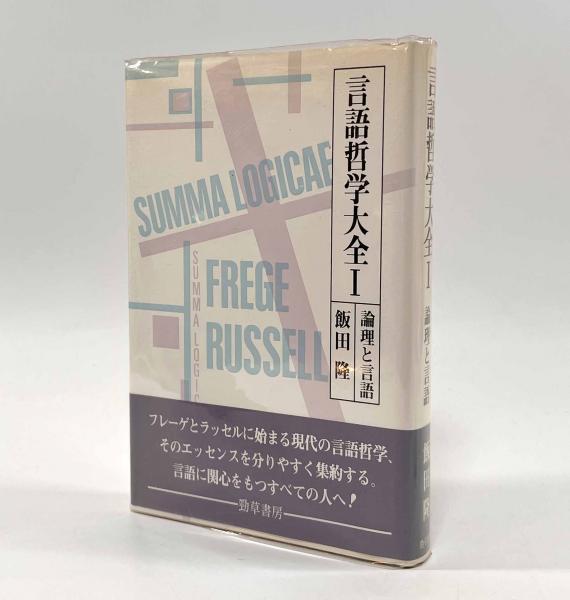 言語哲学大全 I
論理と言語
飯田 隆
SUMMA LOGICAE
SUMMA LOGIC
FREGE
RUSSELL
フレーゲとラッセルに始まる現代の言語哲学、
そのエッセンスを分りやすく集約する。
言語に関心をもつすべての人へ!
勁草書房
言語哲学大全 I
論理と言語
飯田 隆